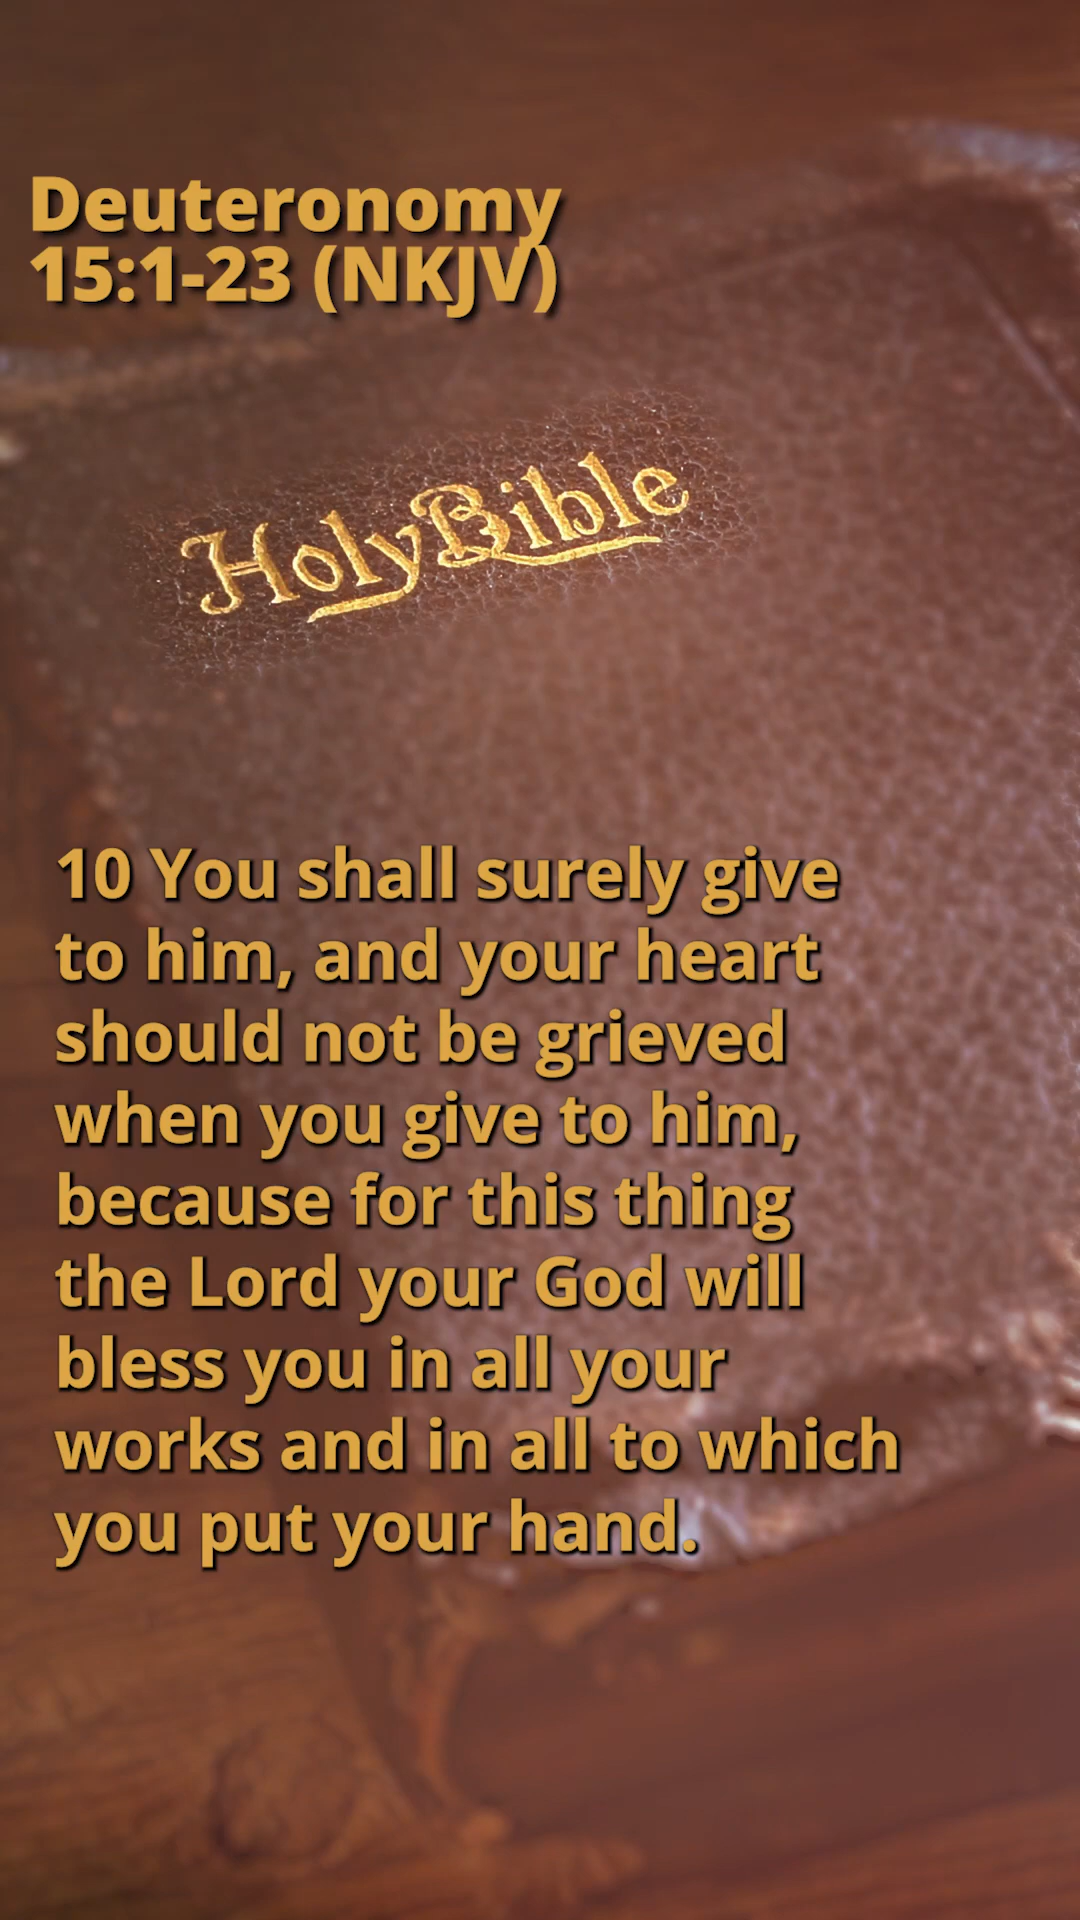 Deuteronomy
15:1-23 (NKJV)
Holy Bible
10 You shall surely give
to him, and your heart
should not be grieved
when you give to him,
because for this thing
the Lord your God will
bless you in all your
works and in all to which
you put your hand.